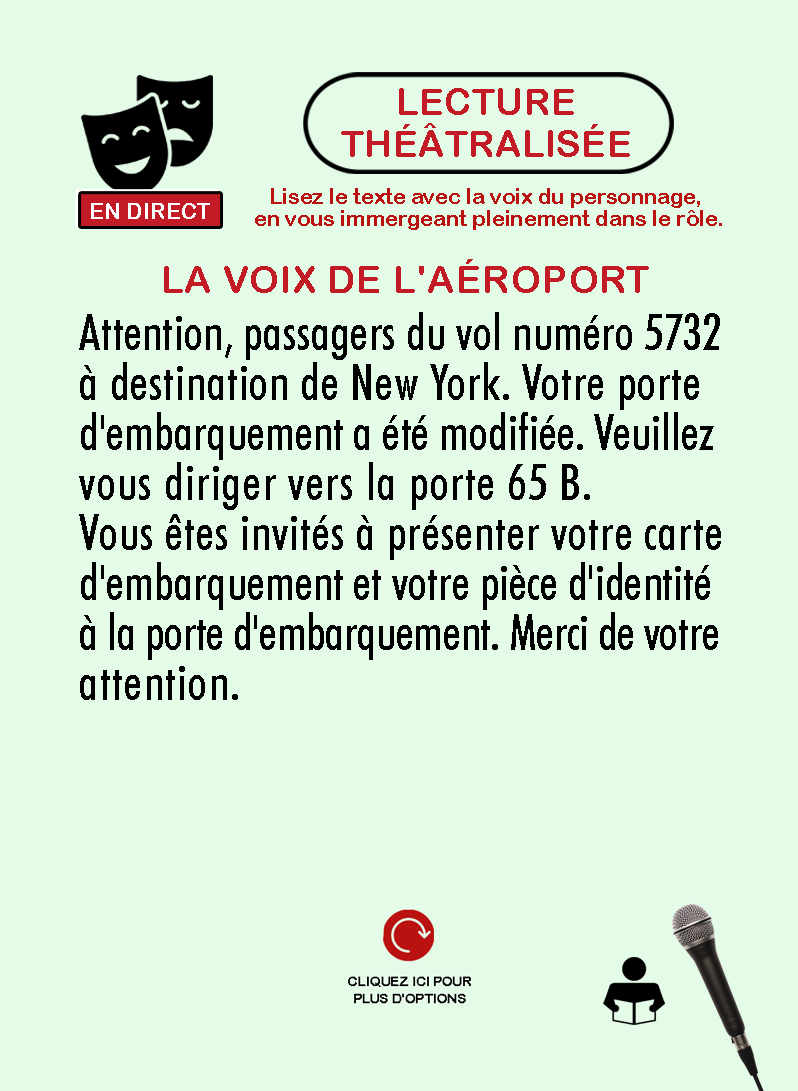 LECTURE
THÉÂTRALISÉE
EN DIRECT
Lisez le texte avec la voix du personnage,
en vous immergeant pleinement dans le rôle.
LA VOIX DE L'AÉROPORT
Attention, passagers du vol numéro 5732
à destination de New York. Votre porte
d'embarquement a été modifiée. Veuillez
vous diriger vers la porte 65 B.
Vous êtes invités à présenter votre carte
d'embarquement et votre pièce d'identité
à la porte d'embarquement. Merci de votre
attention.
CLIQUEZ ICI POUR
PLUS D'OPTIONS